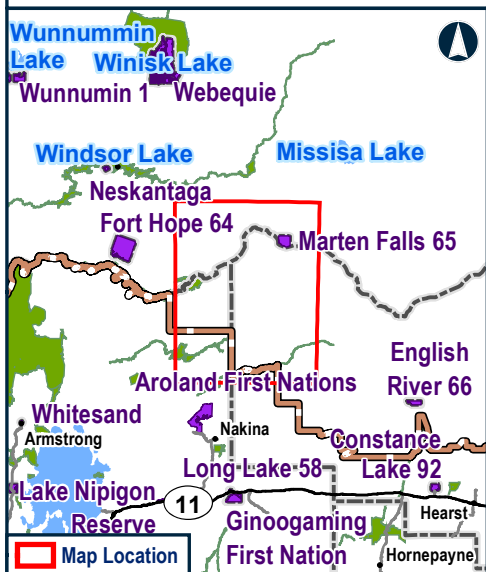 Wunnummin
Lake
Winisk Lake
Wunnumin 1
Webequie
Windsor Lake
Missisa Lake
Neskantaga
Fort Hope 64
Marten Falls 65
English
River 66
Aroland First Nations
Whitesand
Armstrong
Nakina
Constance
Lake 92
Long Lake 58
Lake Nipigon
Reserve
11
Ginoogaming
First Nation
Hearst
Hornepayne
Map Location